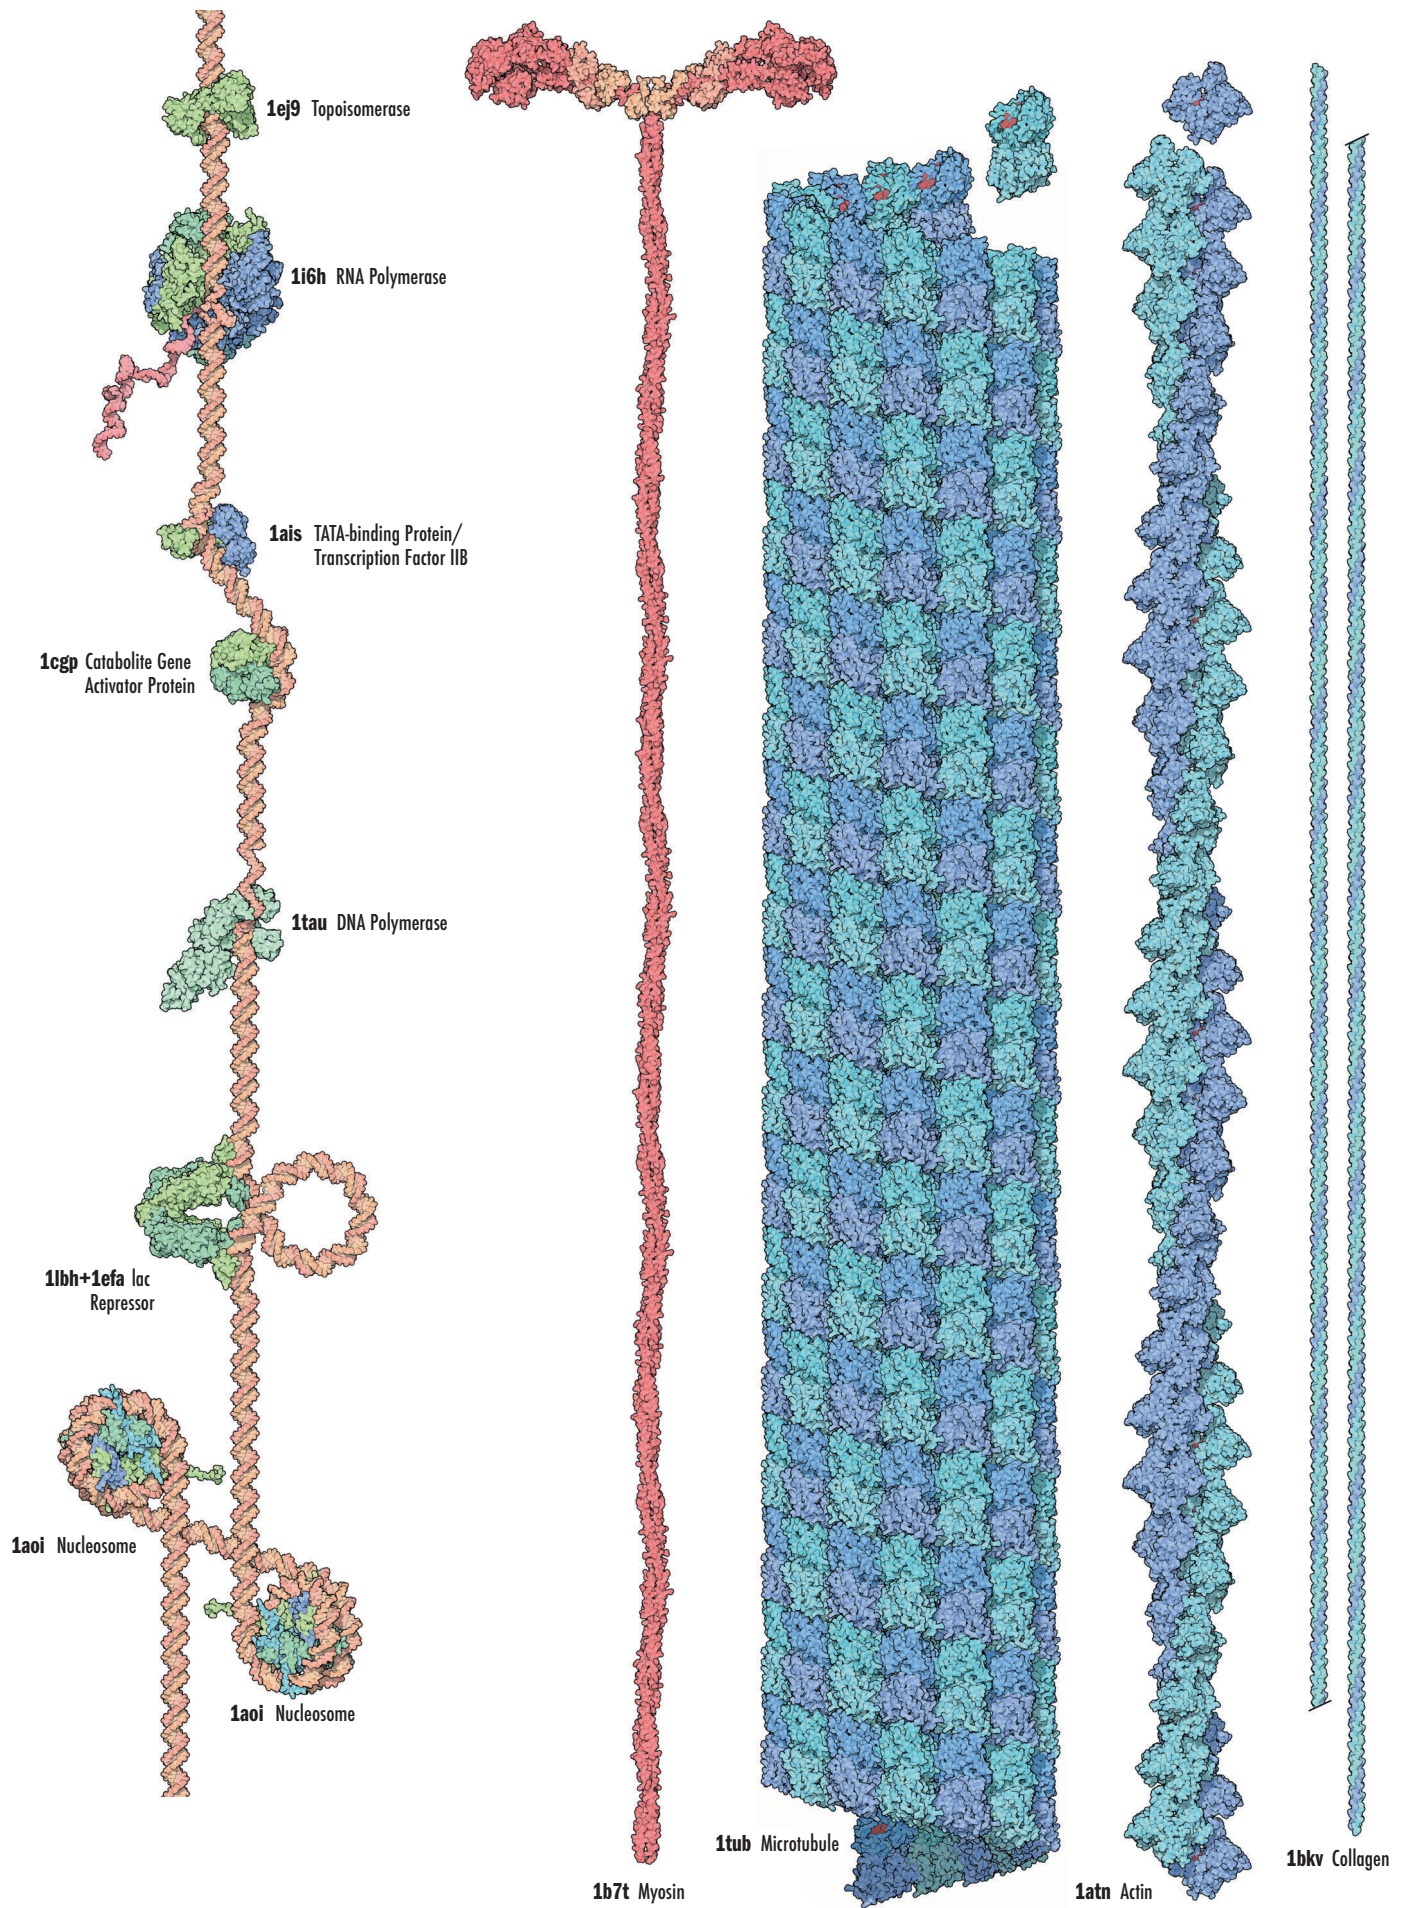 1ej9 Topoisomerase
1i6h RNA Polymerase
1ais TATA-binding Protein/
Transcription Factor IIB
1cgp Catabolite Gene
Activator Protein
1tau DNA Polymerase
1lbh+1efa lac
Repressor
1aoi Nucleosome
1aoi Nucleosome
1b7t Myosin
1tub Microtubule
1atn Actin
1bkv Collagen